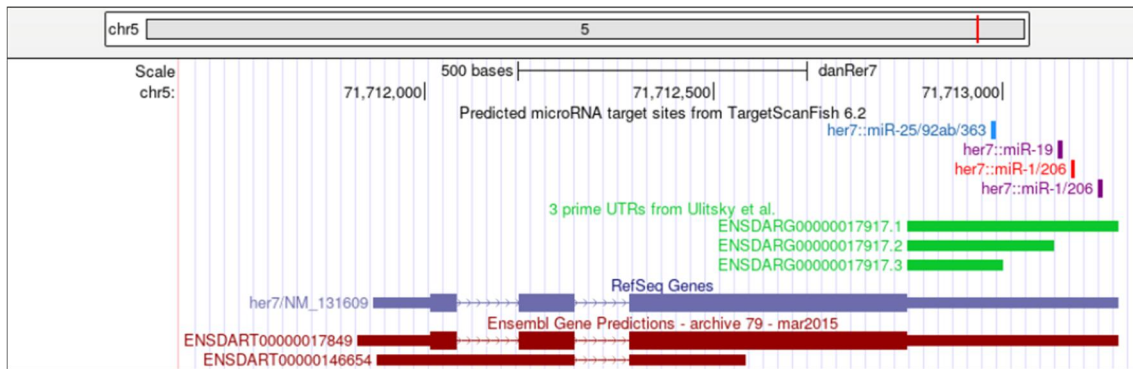 chr5 5
Scale 500 bases danRer7
chr5: 71,712,000 71,712,500 71,713,000
Predicted microRNA target sites from TargetScanFish 6.2
her7::miR-25/92ab/363
her7::miR-19
her7::miR-1/206
her7::miR-1/206
3 prime UTRs from Ulitsky et al.
ENSDARG00000017917.1
ENSDARG00000017917.2
ENSDARG00000017917.3
RefSeq Genes
her7/NM_131609
Ensembl Gene Predictions - archive 79 - mar2015
ENSDART00000017849
ENSDART00000146654